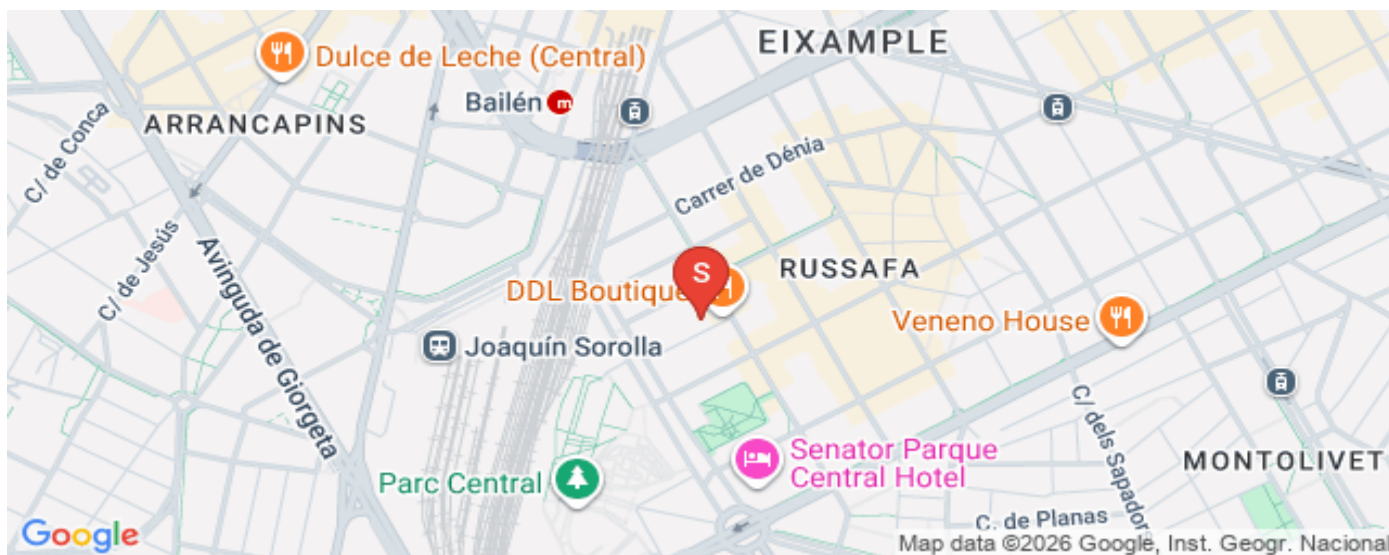 EIXAMPLE
Dulce de Leche (Central)
Bailén
m
ARRANCAPINS
C/ de Conca
Carrer de Dénia
C/ de Jesús
Avinguda de Giorgeta
S
RUSSAFA
DDL Boutique
Veneno House
Joaquín Sorolla
C/ dels Sapador
Senator Parque
Central Hotel
MONTOLIVET
Parc Central
C. de Planas
Google
Map data ©2026 Google, Inst. Geogr. Nacional